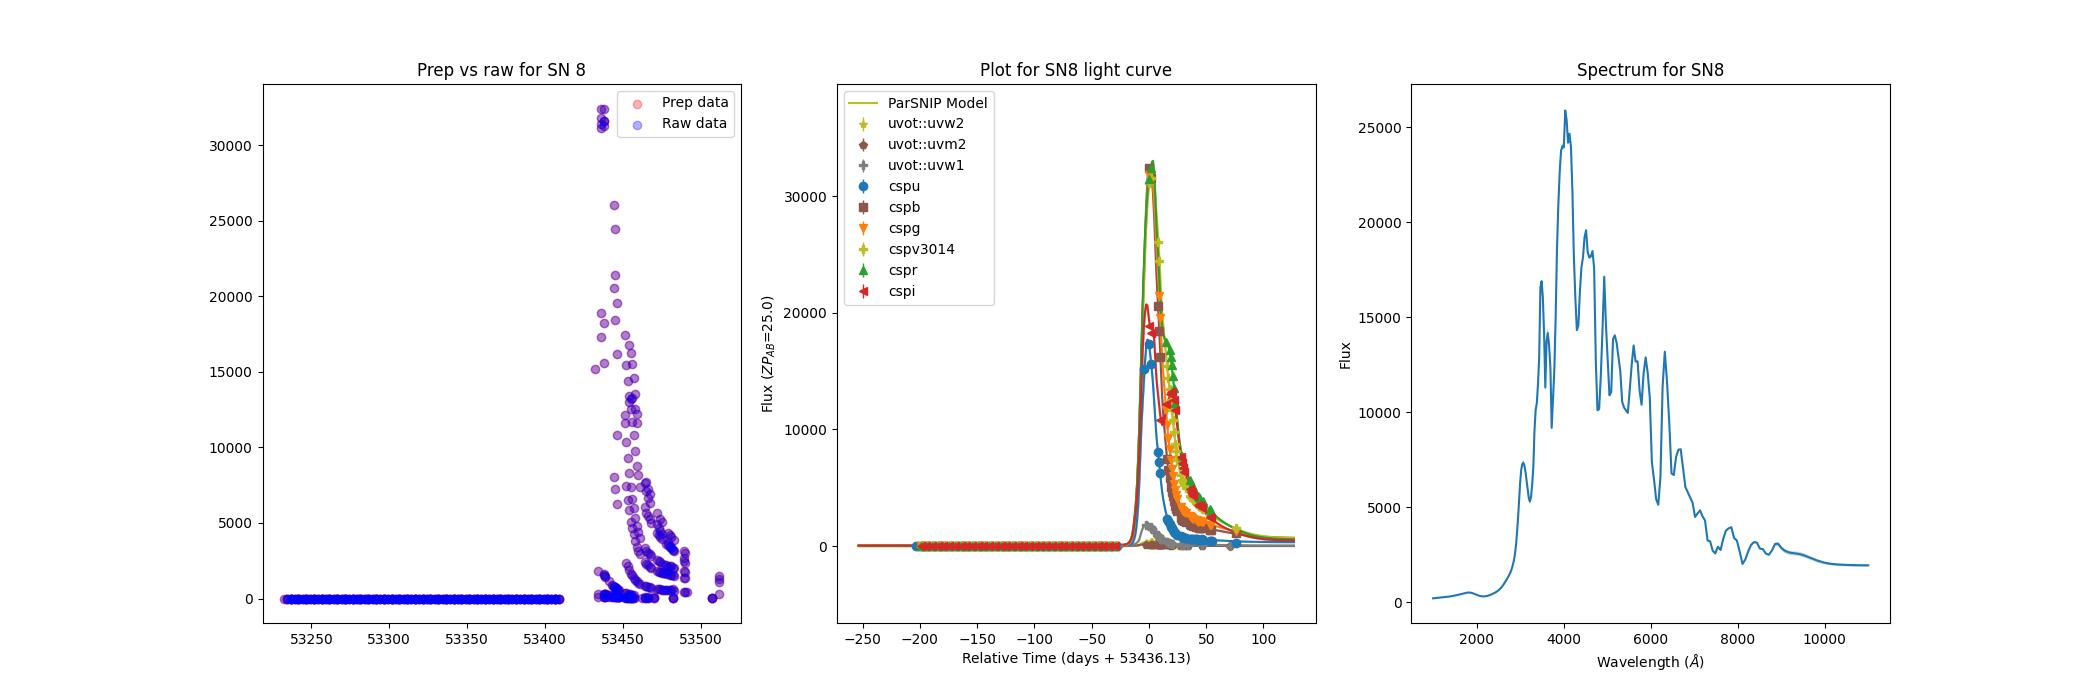 Prep vs raw for SN 8
Prep data
Raw data
30000
25000
20000
15000
10000
5000
0
53250
53300
53350
53400
53450
53500
Plot for SN8 light curve
ParSNIP Model
uvot::uvw2
uvot::uvm2
uvot::uvw1
cspu
cspb
cspg
cspv3014
cspr
cspi
Flux (ZP_AB=25.0)
30000
20000
10000
0
−250
−200
−150
−100
−50
0
50
100
Relative Time (days + 53436.13)
Spectrum for SN8
Flux
25000
20000
15000
10000
5000
0
2000
4000
6000
8000
10000
Wavelength (Å)